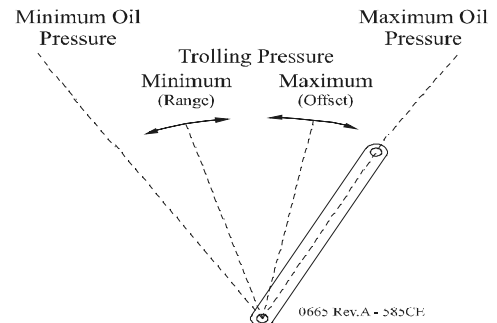 Minimum Oil
Pressure
Maximum Oil
Pressure
Trolling Pressure
Minimum
(Range)
Maximum
(Offset)
0665 Rev.A - 585CE